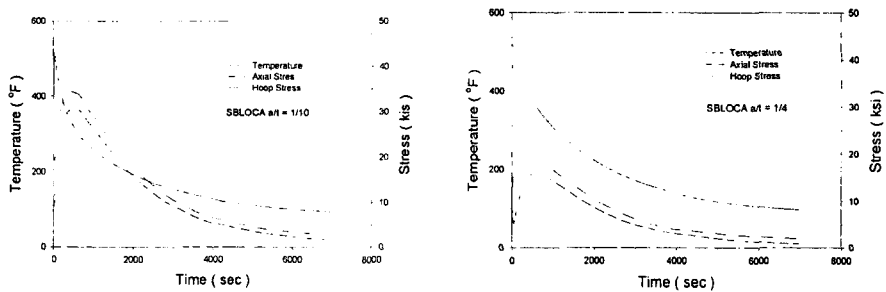 600
400
200
0
50
40
30
20
10
0
0
2000
4000
6000
8000
Temperature ( °F )
Stress ( kis )
Time ( sec )
Temperature
Axial Stres
Hoop Stress
SBLOCA a/t = 1/10
600
400
200
0
50
40
30
20
10
0
0
2000
4000
6000
8000
Temperature ( °F )
Stress ( ksi )
Time ( sec )
Temperature
Axial Stress
Hoop Stress
SBLOCA a/t = 1/4